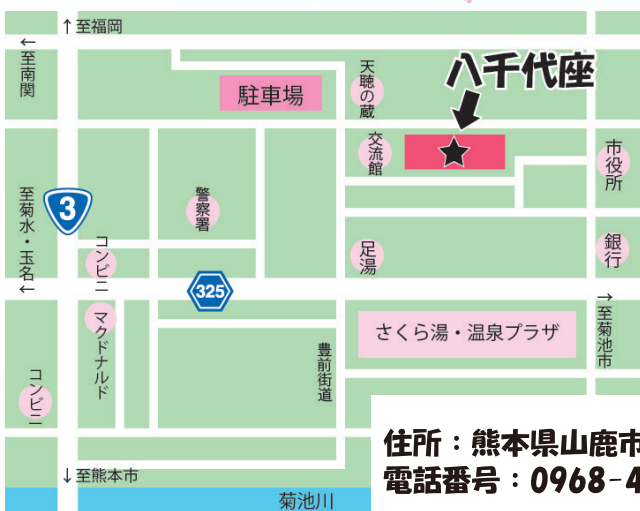 ↑至福岡
←至南関
八千代座
駐車場
天聴の蔵
交流館
市役所
警察署
3
至菊水・玉名←
コンビニ
足湯
銀行
325
マクドナルド
さくら湯・温泉プラザ
→至菊池市
豊前街道
コンビニ
住所：熊本県山鹿市
電話番号：0968-4
↓至熊本市
菊池川